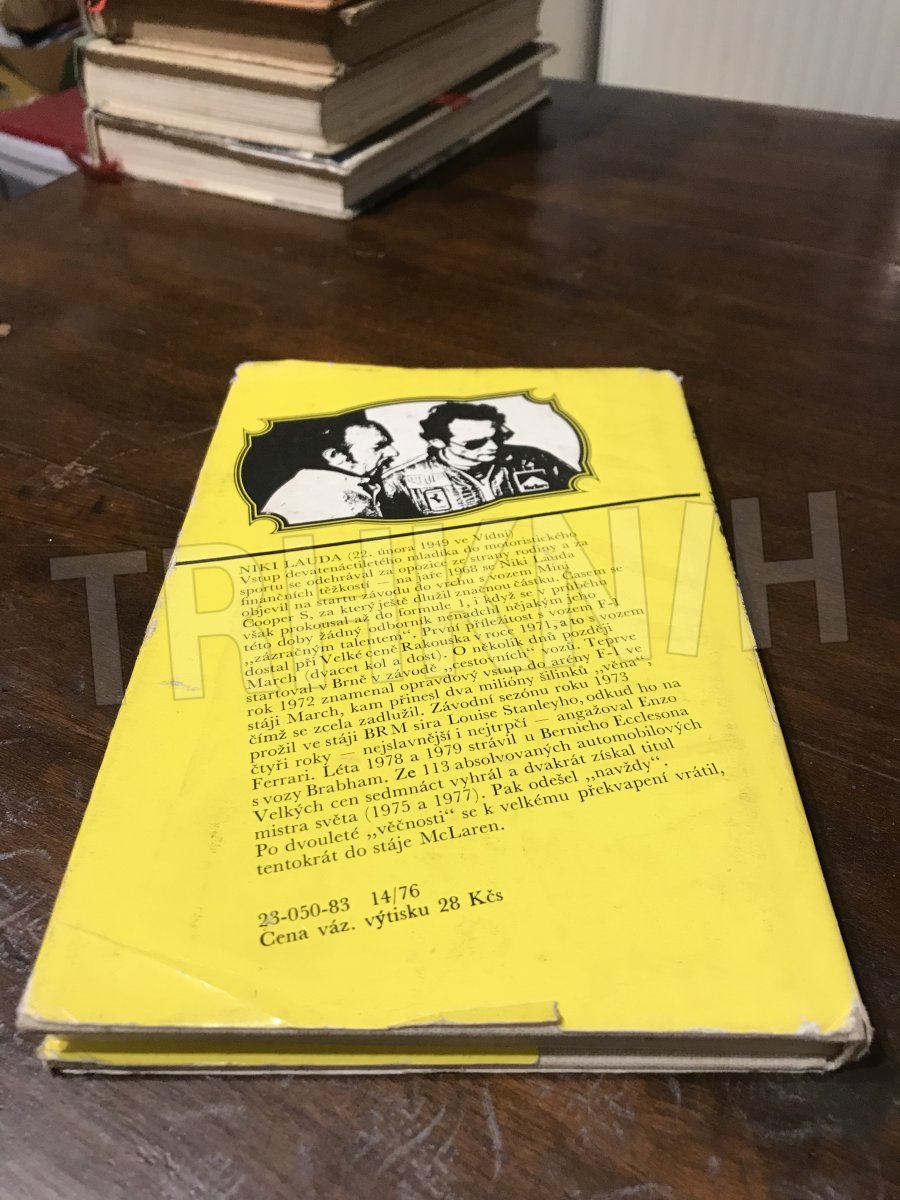 NIKI LAUDA (22. února 1949 ve Vídni)
Vstup devatenáctiletého mladíka do motoristického
sportu se odehrával za opozice ze strany rodiny a za
finančních těžkostí — na jaře 1968 se Niki Lauda
objevil na startu závodu do vrchu s vozem Mini
Cooper S, za který ještě dlužil značnou částku. Časem se
však prokousal až do formule 1, i když se v průběhu
této doby žádný odborník nenadchl nějakým jeho
„zázračným talentem“. První příležitost s vozem F-1
dostal při Velké ceně Rakouska v roce 1971, a to s vozem
March (dvacet kol a dost). O několik dnů později
startoval v Brně v závodě „cestovních“ vozů. Teprve
rok 1972 znamenal opravdový vstup do arény F-1 ve
stáji March, kam přinesl dva milióny šilinků „věna“,
čímž se zcela zadlužil. Závodní sezónu roku 1973
prožil ve stáji BRM sira Louise Stanleyho, odkud ho na
čtyři roky — nejslavnější i nejtrpčí — angažoval Enzo
Ferrari. Léta 1978 a 1979 strávil u Bernieho Ecclesona
s vozy Brabham. Ze 113 absolvovaných automobilových
Velkých cen sedmnáct vyhrál a dvakrát získal titul
mistra světa (1975 a 1977). Pak odešel „navždy“.
Po dvouleté „věčnosti“ se k velkému překvapení vrátil,
tentokrát do stáje McLaren.
23-050-83 14/76
Cena váz. výtisku 28 Kčs
TRHKNIH